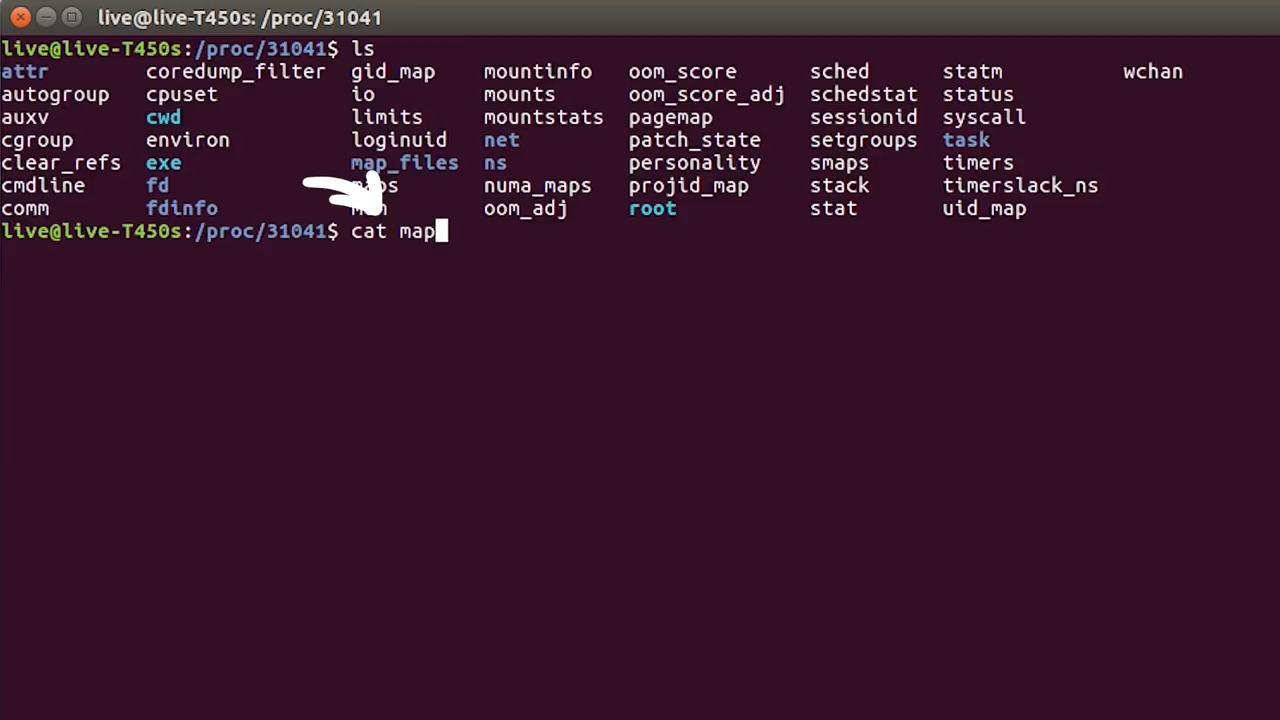 live@live-T450s: /proc/31041
live@live-T450s:/proc/31041$ ls
attr coredump_filter gid_map mountinfo oom_score sched statm wchan
autogroup cpuset io mounts oom_score_adj schedstat status
auxv cwd limits mountstats pagemap sessionid syscall
cgroup environ loginuid net patch_state setgroups task
clear_refs exe map_files ns personality smaps timers
cmdline fd maps numa_maps projid_map stack timerslack_ns
comm fdinfo oom_adj root stat uid_map
live@live-T450s:/proc/31041$ cat map